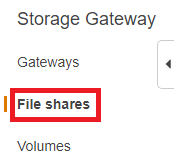 Storage Gateway
Gateways
File shares
Volumes